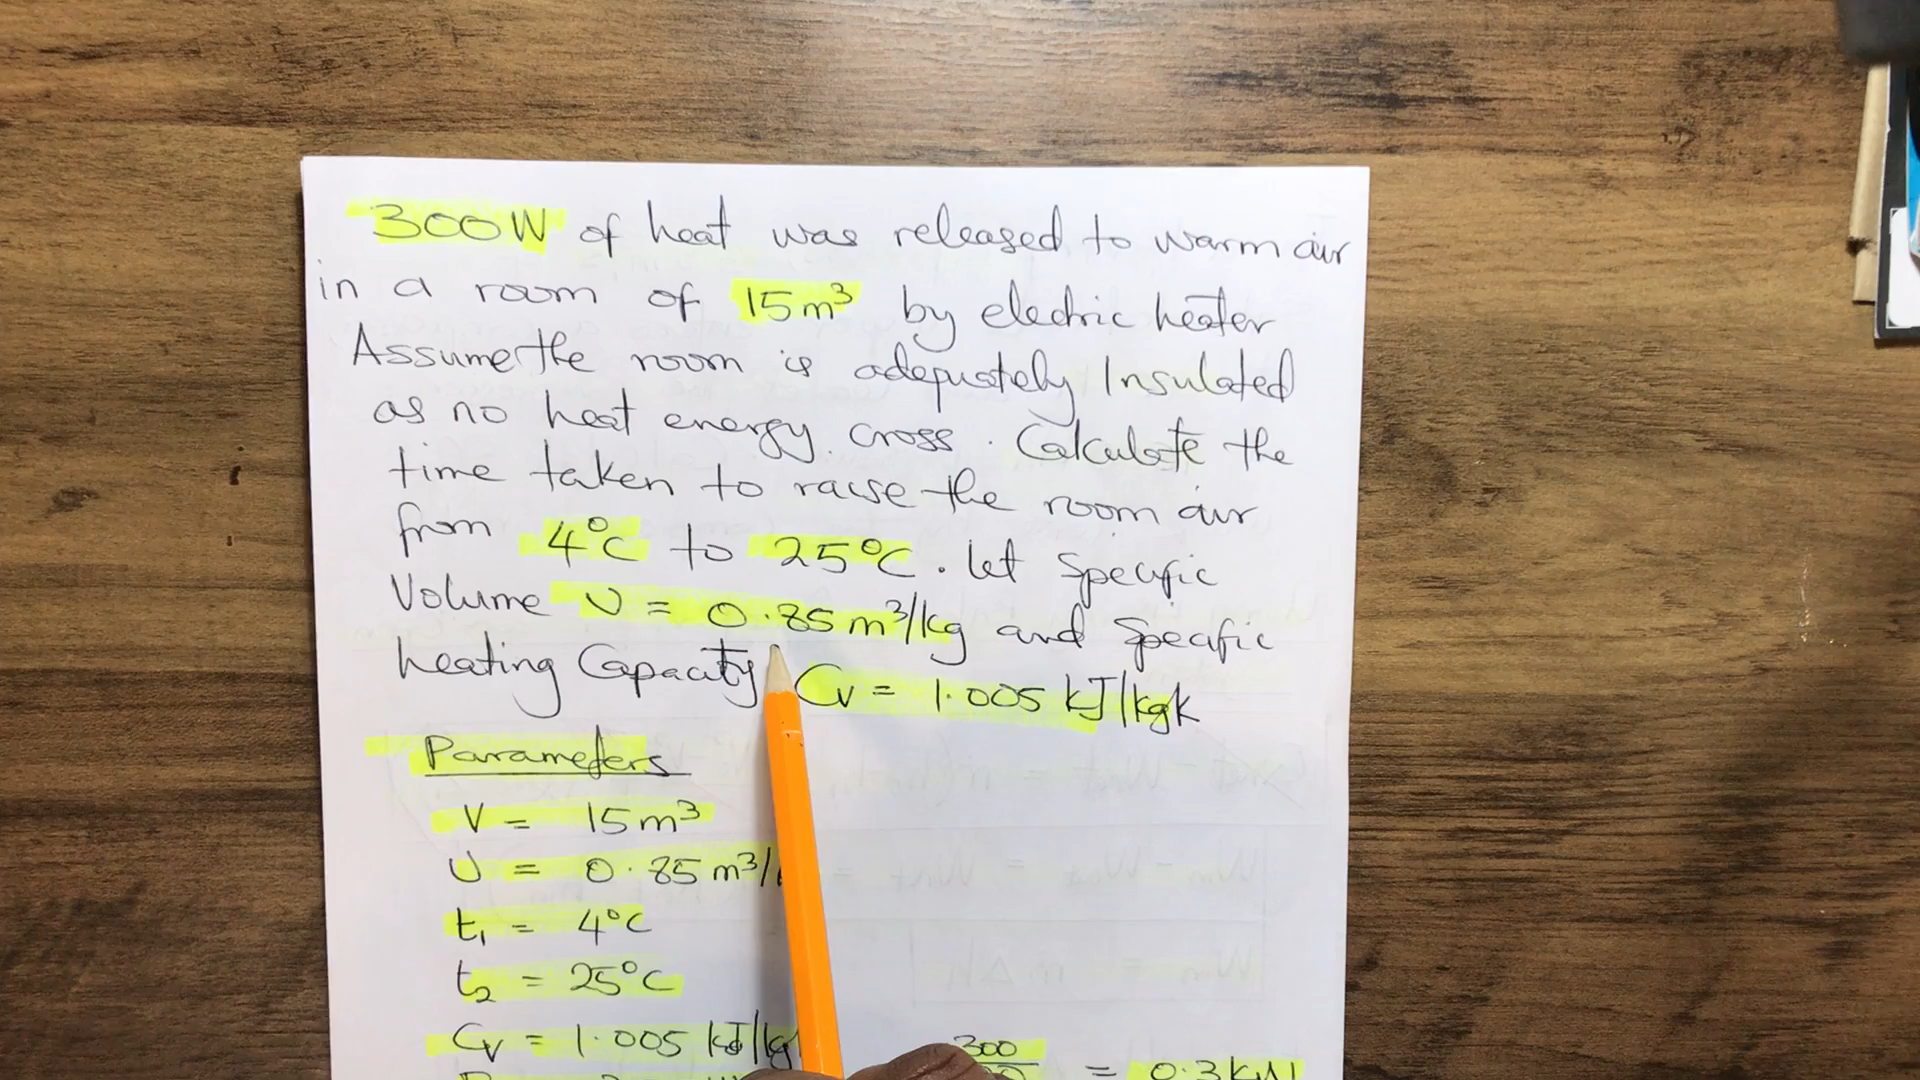 300W of heat was released to warm air
in a room of 15m³ by electric heater
Assume the room is adequately Insulated
as no heat energy cross. Calculate the
time taken to raise the room air
from 4°C to 25°C. let Specific
Volume υ = 0.85 m³/kg and Specific
heating Capacity Cv = 1.005 kJ/kgk
Parameters
V = 15m³
υ = 0.85 m³/
t₁ = 4°C
t₂ = 25°C
Cv = 1.005 kJ/kg
300
= 0.3kW